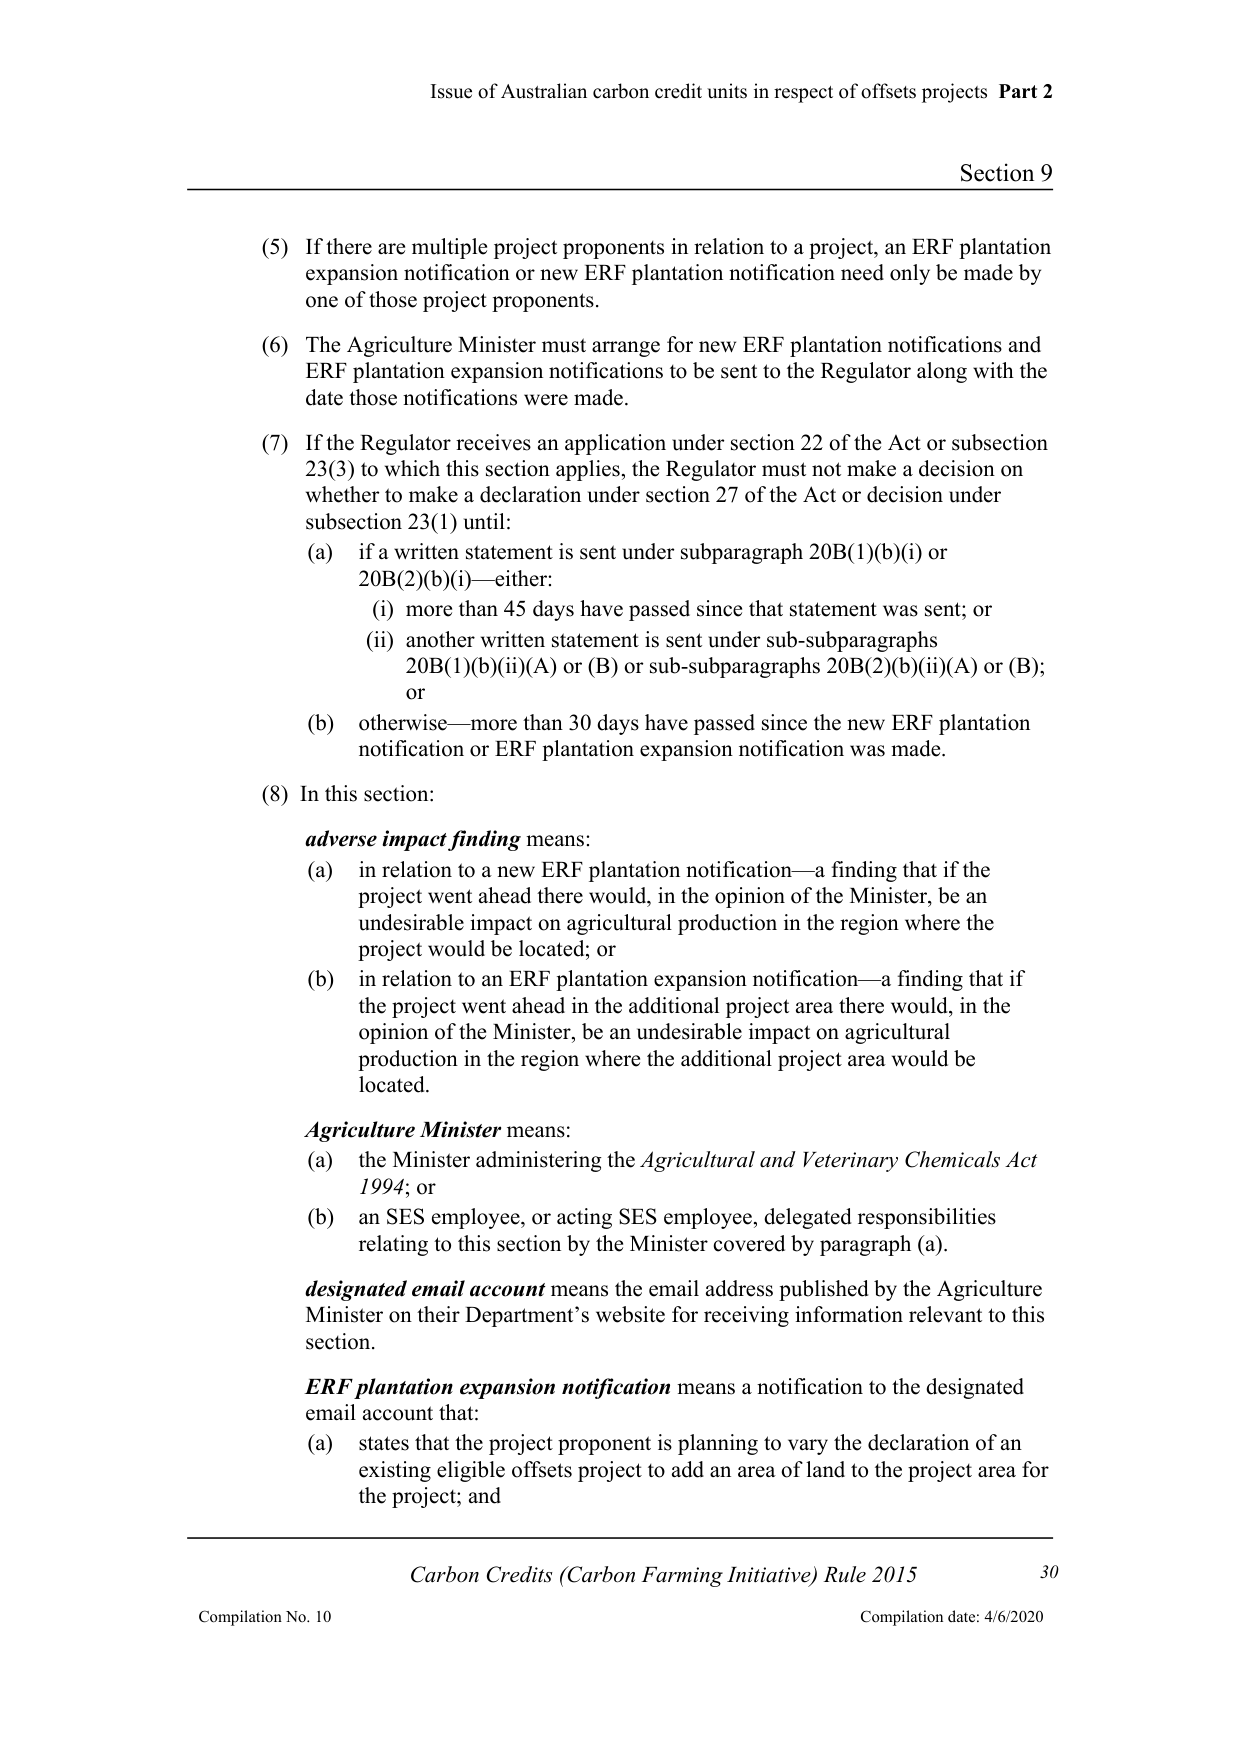 Issue of Australian carbon credit units in respect of offsets projects Part 2
Section 9
(5) If there are multiple project proponents in relation to a project, an ERF plantation
expansion notification or new ERF plantation notification need only be made by
one of those project proponents.
(6) The Agriculture Minister must arrange for new ERF plantation notifications and
ERF plantation expansion notifications to be sent to the Regulator along with the
date those notifications were made.
(7) If the Regulator receives an application under section 22 of the Act or subsection
23(3) to which this section applies, the Regulator must not make a decision on
whether to make a declaration under section 27 of the Act or decision under
subsection 23(1) until:
(a) if a written statement is sent under subparagraph 20B(1)(b)(i) or
20B(2)(b)(i)—either:
(i) more than 45 days have passed since that statement was sent; or
(ii) another written statement is sent under sub-subparagraphs
20B(1)(b)(ii)(A) or (B) or sub-subparagraphs 20B(2)(b)(ii)(A) or (B);
or
(b) otherwise—more than 30 days have passed since the new ERF plantation
notification or ERF plantation expansion notification was made.
(8) In this section:
adverse impact finding means:
(a) in relation to a new ERF plantation notification—a finding that if the
project went ahead there would, in the opinion of the Minister, be an
undesirable impact on agricultural production in the region where the
project would be located; or
(b) in relation to an ERF plantation expansion notification—a finding that if
the project went ahead in the additional project area there would, in the
opinion of the Minister, be an undesirable impact on agricultural
production in the region where the additional project area would be
located.
Agriculture Minister means:
(a) the Minister administering the Agricultural and Veterinary Chemicals Act
1994; or
(b) an SES employee, or acting SES employee, delegated responsibilities
relating to this section by the Minister covered by paragraph (a).
designated email account means the email address published by the Agriculture
Minister on their Department’s website for receiving information relevant to this
section.
ERF plantation expansion notification means a notification to the designated
email account that:
(a) states that the project proponent is planning to vary the declaration of an
existing eligible offsets project to add an area of land to the project area for
the project; and
Carbon Credits (Carbon Farming Initiative) Rule 2015 30
Compilation No. 10 Compilation date: 4/6/2020